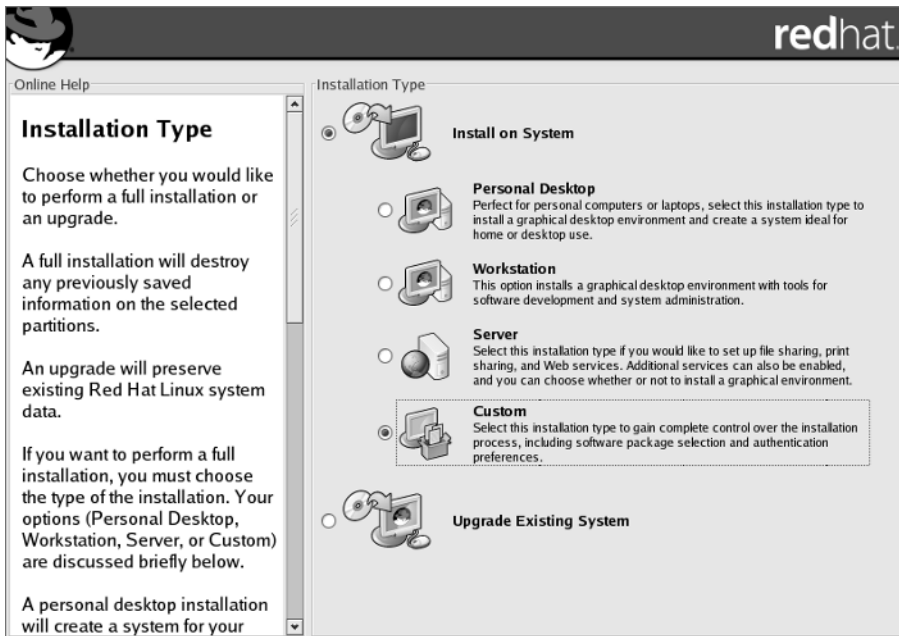 redhat.
Online Help
Installation Type
Choose whether you would like
to perform a full installation or
an upgrade.
A full installation will destroy
any previously saved
information on the selected
partitions.
An upgrade will preserve
existing Red Hat Linux system
data.
If you want to perform a full
installation, you must choose
the type of the installation. Your
options (Personal Desktop,
Workstation, Server, or Custom)
are discussed briefly below.
A personal desktop installation
will create a system for your
Installation Type
Install on System
Personal Desktop
Perfect for personal computers or laptops, select this installation type to
install a graphical desktop environment and create a system ideal for
home or desktop use.
Workstation
This option installs a graphical desktop environment with tools for
software development and system administration.
Server
Select this installation type if you would like to set up file sharing, print
sharing, and Web services. Additional services can also be enabled,
and you can choose whether or not to install a graphical environment.
Custom
Select this installation type to gain complete control over the installation
process, including software package selection and authentication
preferences.
Upgrade Existing System